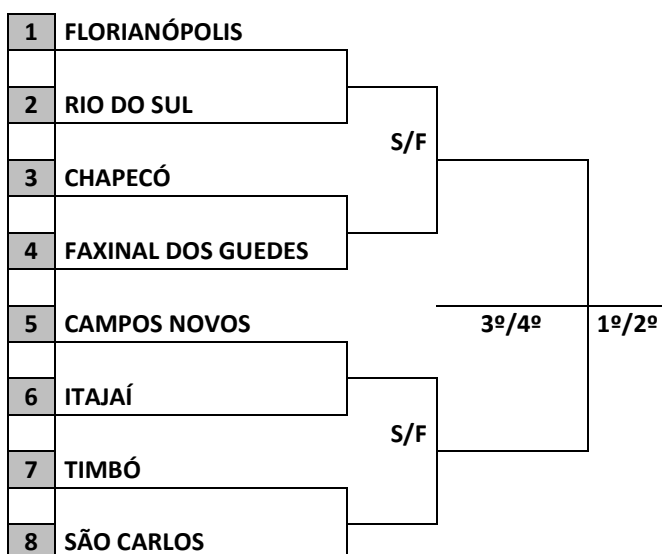 1 FLORIANÓPOLIS
2 RIO DO SUL
S/F
3 CHAPECÓ
4 FAXINAL DOS GUEDES
5 CAMPOS NOVOS 3º/4º 1º/2º
6 ITAJAÍ
S/F
7 TIMBÓ
8 SÃO CARLOS